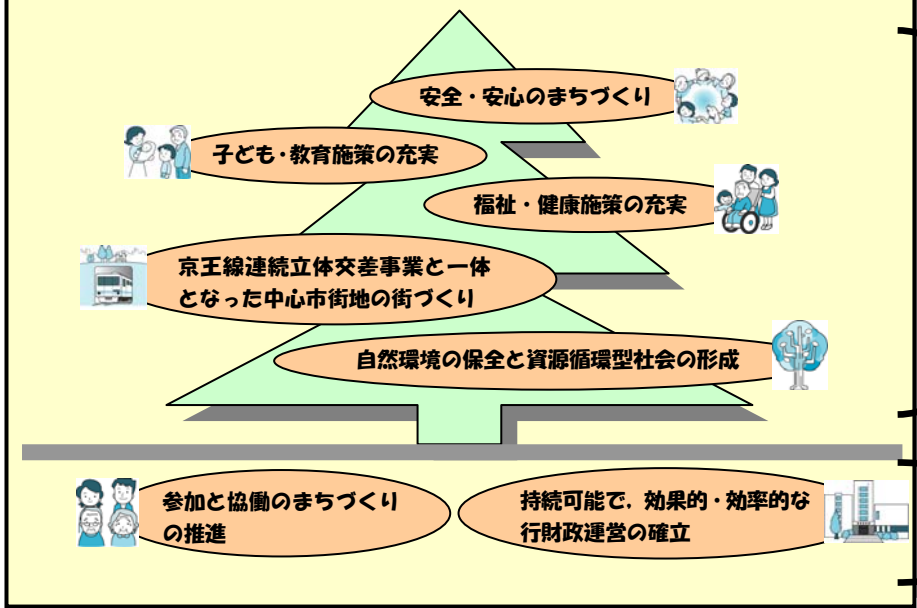 安全・安心のまちづくり
子ども・教育施策の充実
福祉・健康施策の充実
京王線連続立体交差事業と一体
となった中心市街地の街づくり
自然環境の保全と資源循環型社会の形成
参加と協働のまちづくり
の推進
持続可能で，効果的・効率的な
行財政運営の確立